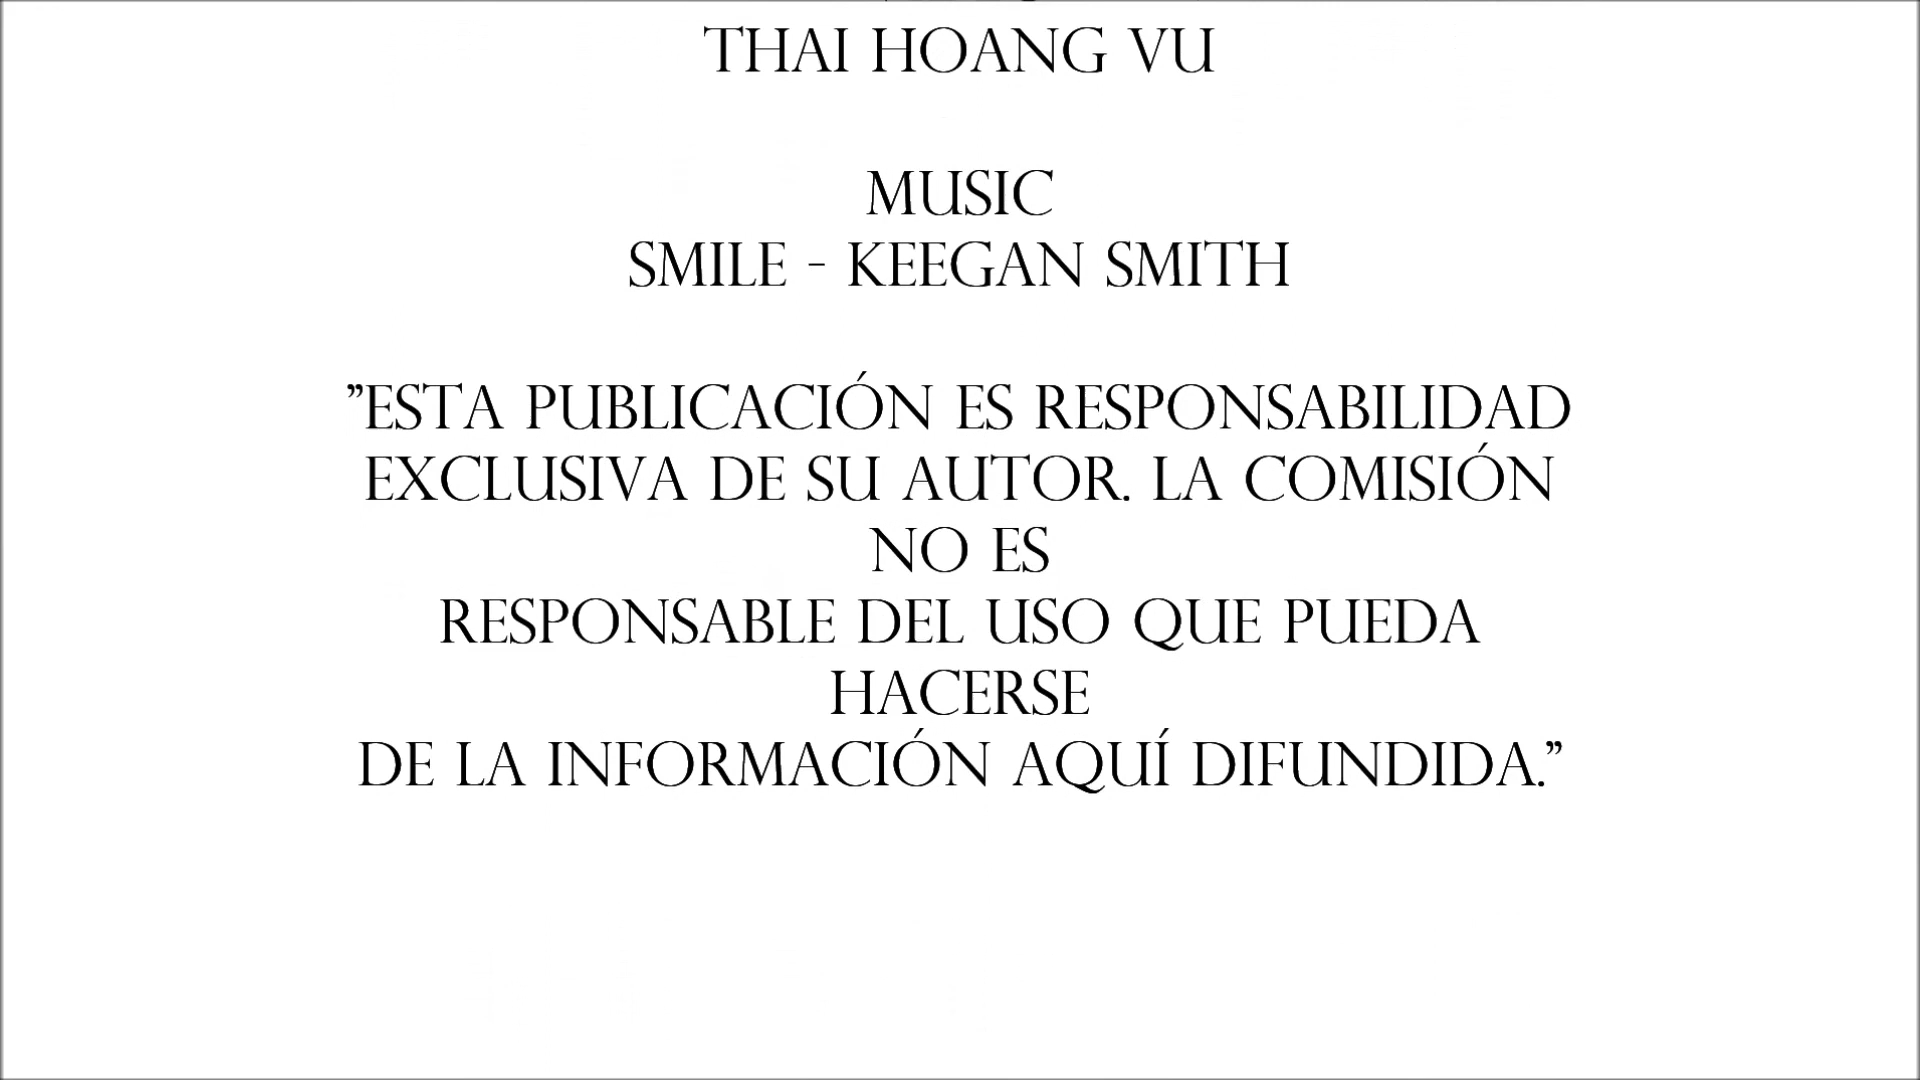 THAI HOANG VU
MUSIC
SMILE - KEEGAN SMITH
”ESTA PUBLICACIÓN ES RESPONSABILIDAD
EXCLUSIVA DE SU AUTOR. LA COMISIÓN
NO ES
RESPONSABLE DEL USO QUE PUEDA
HACERSE
DE LA INFORMACIÓN AQUÍ DIFUNDIDA.”